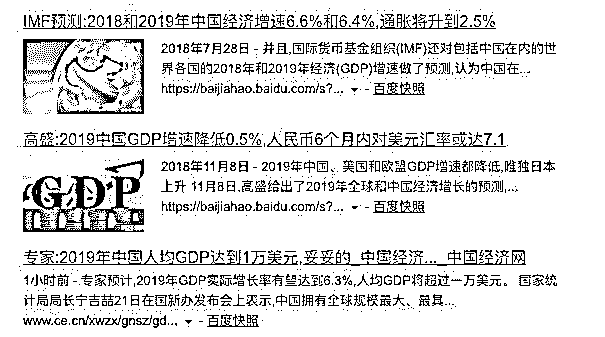 IMF预测:2018和2019年中国经济增速6.6%和6.4%,通胀将升到2.5%
2018年7月28日 - 并且,国际货币基金组织(IMF)还对包括中国在内的世
界各国的2018年和2019年经济(GDP)增速做了预测,认为中国在...
https://baijiahao.baidu.com/s?... - 百度快照
高盛:2019中国GDP增速降低0.5%,人民币6个月内对美元汇率或达7.1
GDP
2018年11月8日 - 2019年中国、美国和欧盟GDP增速都降低,唯独日本
上升 11月8日,高盛给出了2019年全球和中国经济增长的预测,...
https://baijiahao.baidu.com/s?... - 百度快照
专家:2019年中国人均GDP达到1万美元,妥妥的_中国经济..._中国经济网
1小时前 - 专家预计,2019年GDP实际增长率有望达到6.3%,人均GDP将超过一万美元。 国家统
计局局长宁吉喆21日在国新办发布会上表示,中国拥有全球规模最大、最具...
www.ce.cn/xwzx/gnsz/gd... - 百度快照